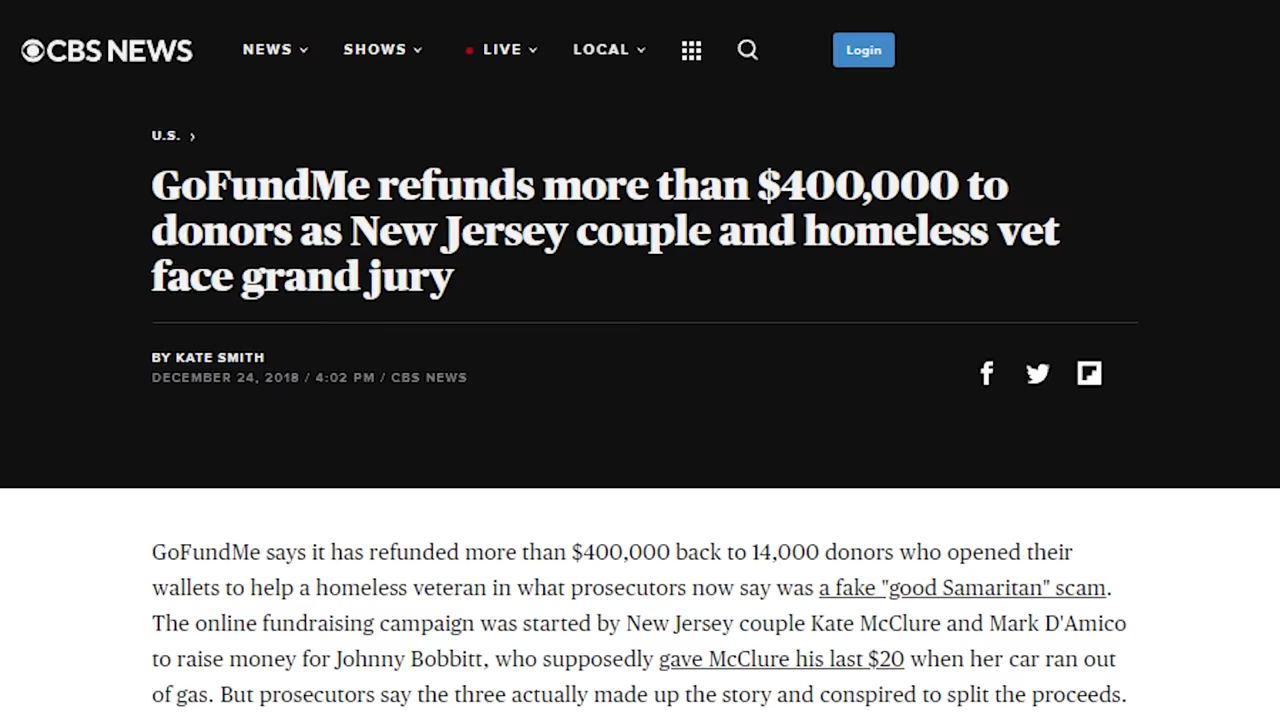 CBS NEWS NEWS SHOWS LIVE LOCAL Login
U.S. ›
GoFundMe refunds more than $400,000 to
donors as New Jersey couple and homeless vet
face grand jury
BY KATE SMITH
DECEMBER 24, 2018 / 4:02 PM / CBS NEWS
GoFundMe says it has refunded more than $400,000 back to 14,000 donors who opened their
wallets to help a homeless veteran in what prosecutors now say was a fake "good Samaritan" scam.
The online fundraising campaign was started by New Jersey couple Kate McClure and Mark D'Amico
to raise money for Johnny Bobbitt, who supposedly gave McClure his last $20 when her car ran out
of gas. But prosecutors say the three actually made up the story and conspired to split the proceeds.